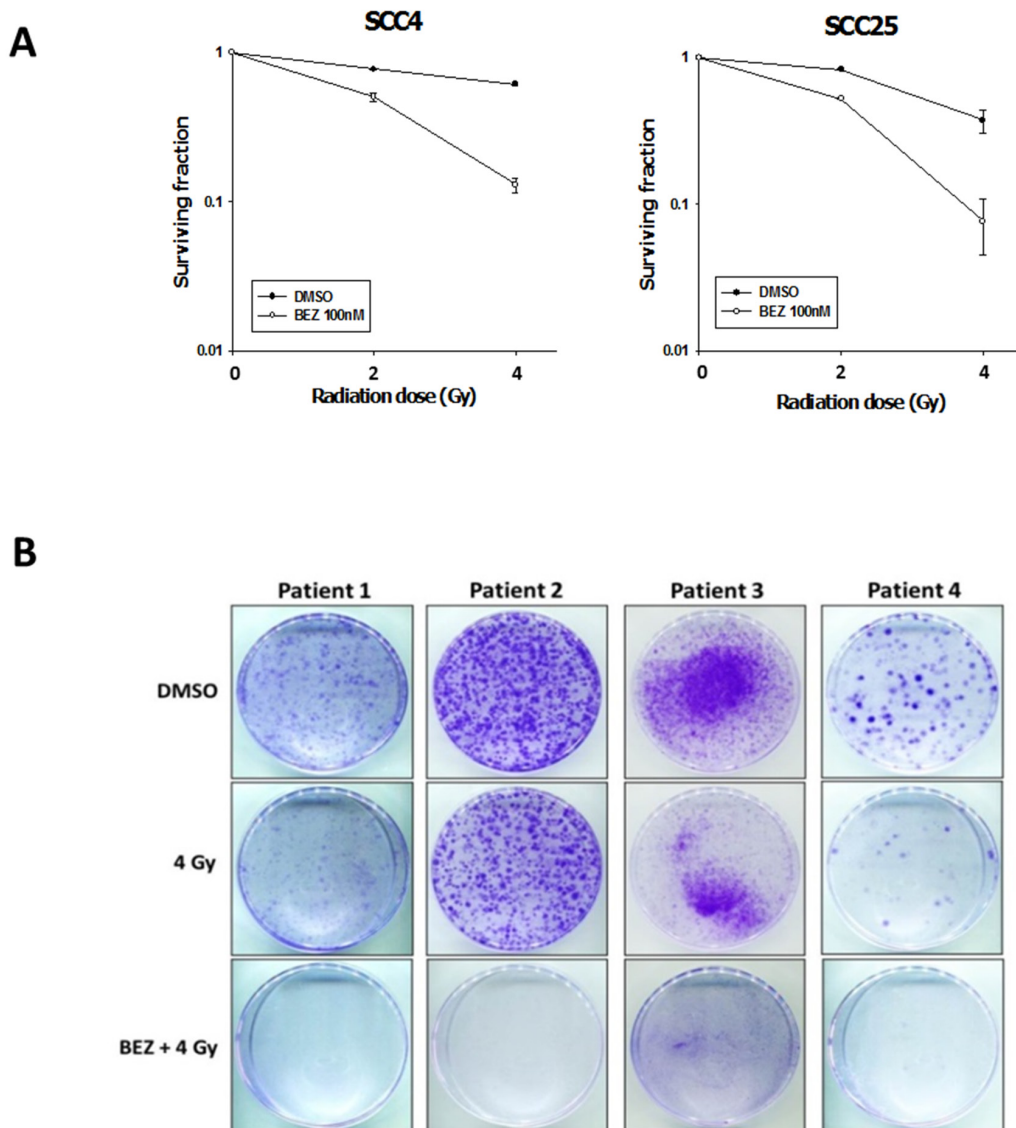 A
SCC4
1
0.1
0.01
Surviving fraction
DMSO
BEZ 100nM
0 2 4
Radiation dose (Gy)
SCC25
1
0.1
0.01
Surviving fraction
DMSO
BEZ 100nM
0 2 4
Radiation dose (Gy)
B
Patient 1 Patient 2 Patient 3 Patient 4
DMSO
4 Gy
BEZ + 4 Gy